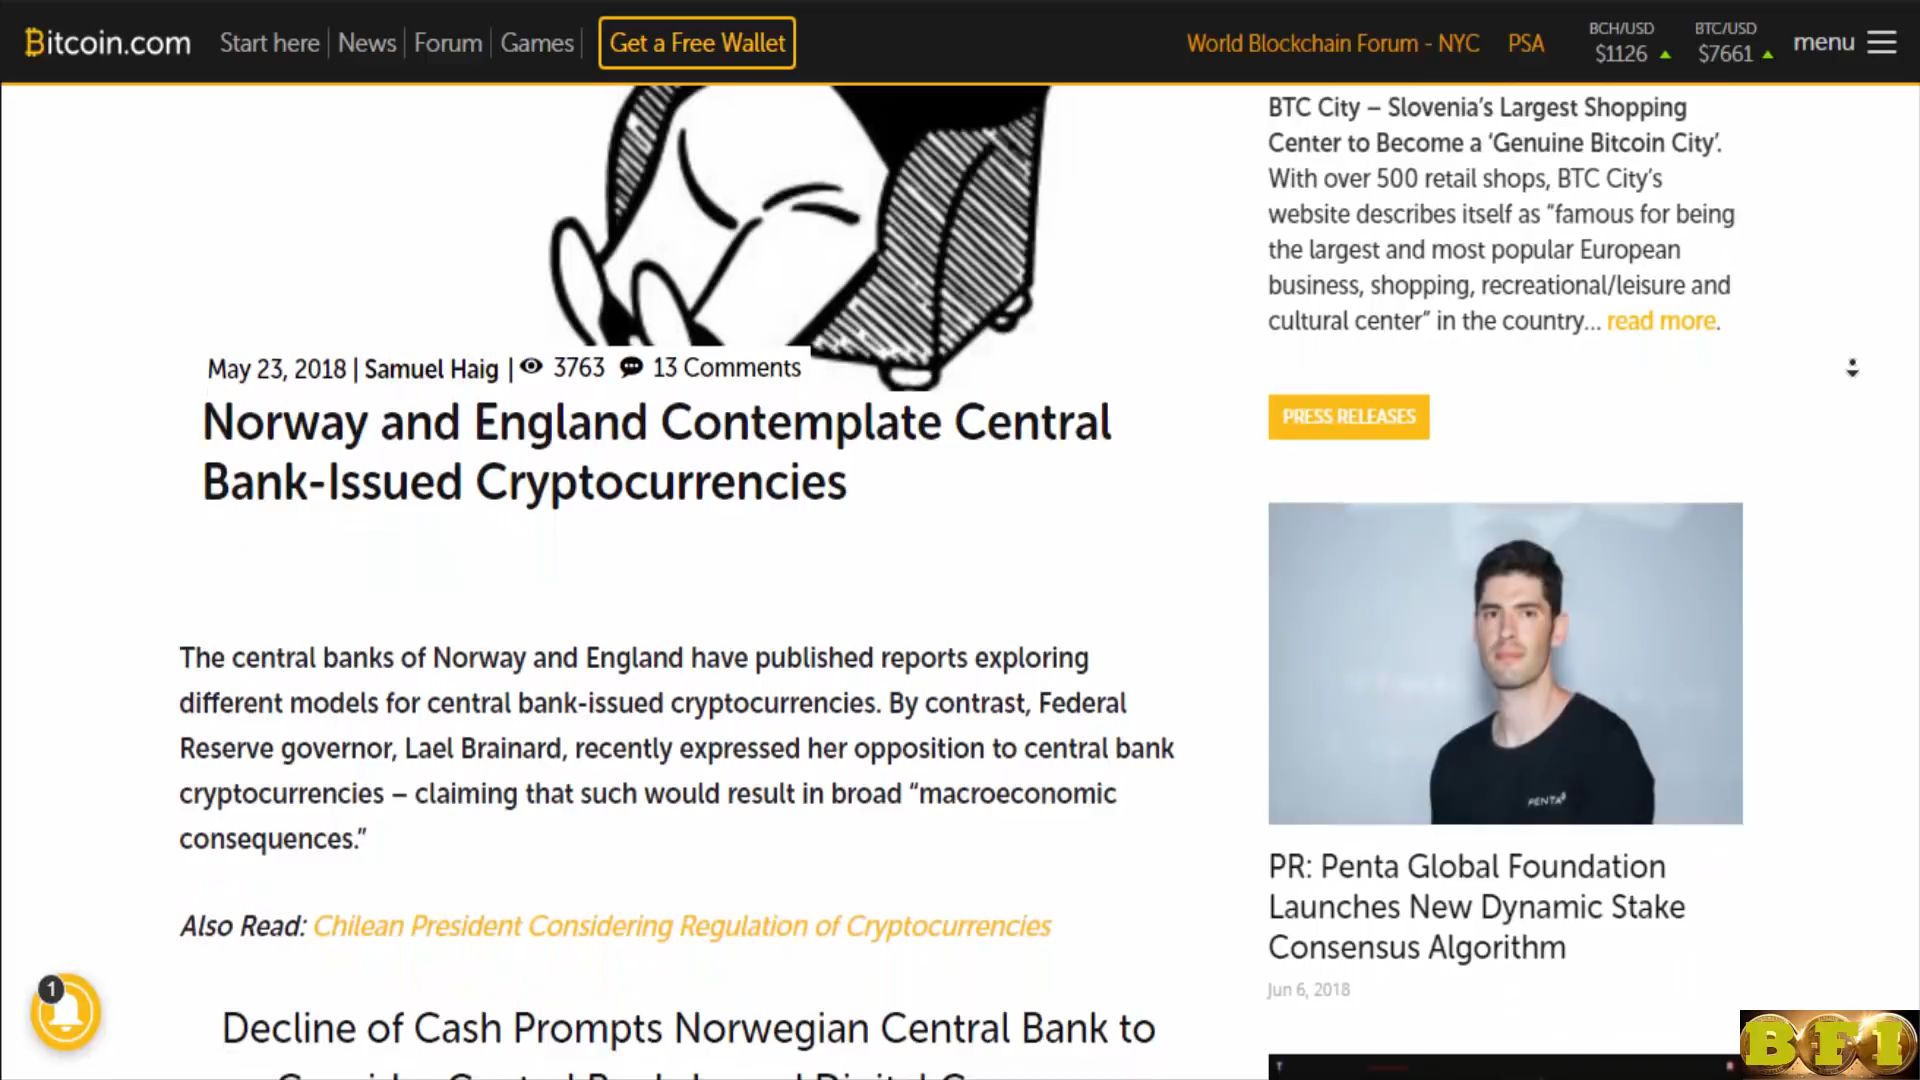 Bitcoin.com Start here News Forum Games Get a Free Wallet World Blockchain Forum - NYC PSA BCH/USD $1126 BTC/USD $7661 menu
BTC City – Slovenia's Largest Shopping
Center to Become a 'Genuine Bitcoin City'.
With over 500 retail shops, BTC City's
website describes itself as “famous for being
the largest and most popular European
business, shopping, recreational/leisure and
cultural center” in the country... read more.
May 23, 2018 | Samuel Haig | 3763 13 Comments
Norway and England Contemplate Central
Bank-Issued Cryptocurrencies
PRESS RELEASES
The central banks of Norway and England have published reports exploring
different models for central bank-issued cryptocurrencies. By contrast, Federal
Reserve governor, Lael Brainard, recently expressed her opposition to central bank
cryptocurrencies – claiming that such would result in broad “macroeconomic
consequences.”
Also Read: Chilean President Considering Regulation of Cryptocurrencies
PENTA
PR: Penta Global Foundation
Launches New Dynamic Stake
Consensus Algorithm
Jun 6, 2018
1
Decline of Cash Prompts Norwegian Central Bank to
BFI